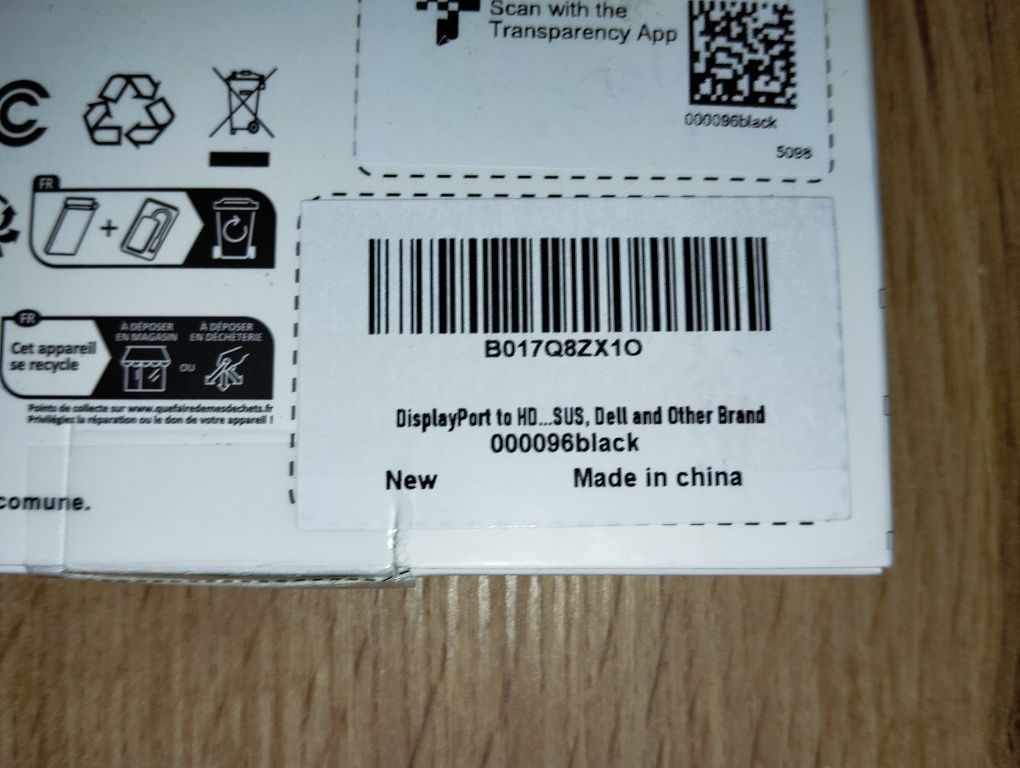 Scan with the
Transparency App
000096black
5098
FR
FR
Cet appareil
se recycle
À DÉPOSER
EN MAGASIN
OU
À DÉPOSER
EN DÉCHÈTERIE
Points de collecte sur www.quefairedemesdechets.fr
Privilégiez la réparation ou le don de votre appareil !
comune.
B017Q8ZX1O
DisplayPort to HD...SUS, Dell and Other Brand
000096black
New Made in china